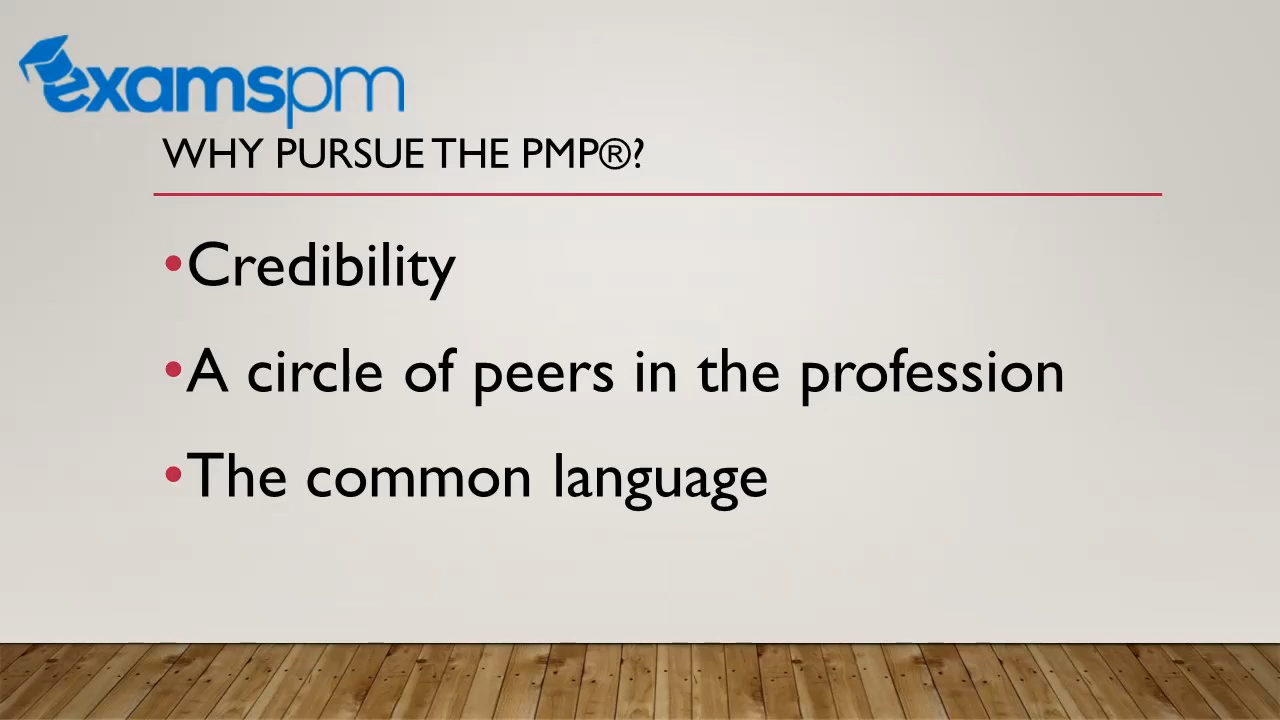 examspm
WHY PURSUE THE PMP®?
•Credibility
•A circle of peers in the profession
•The common language